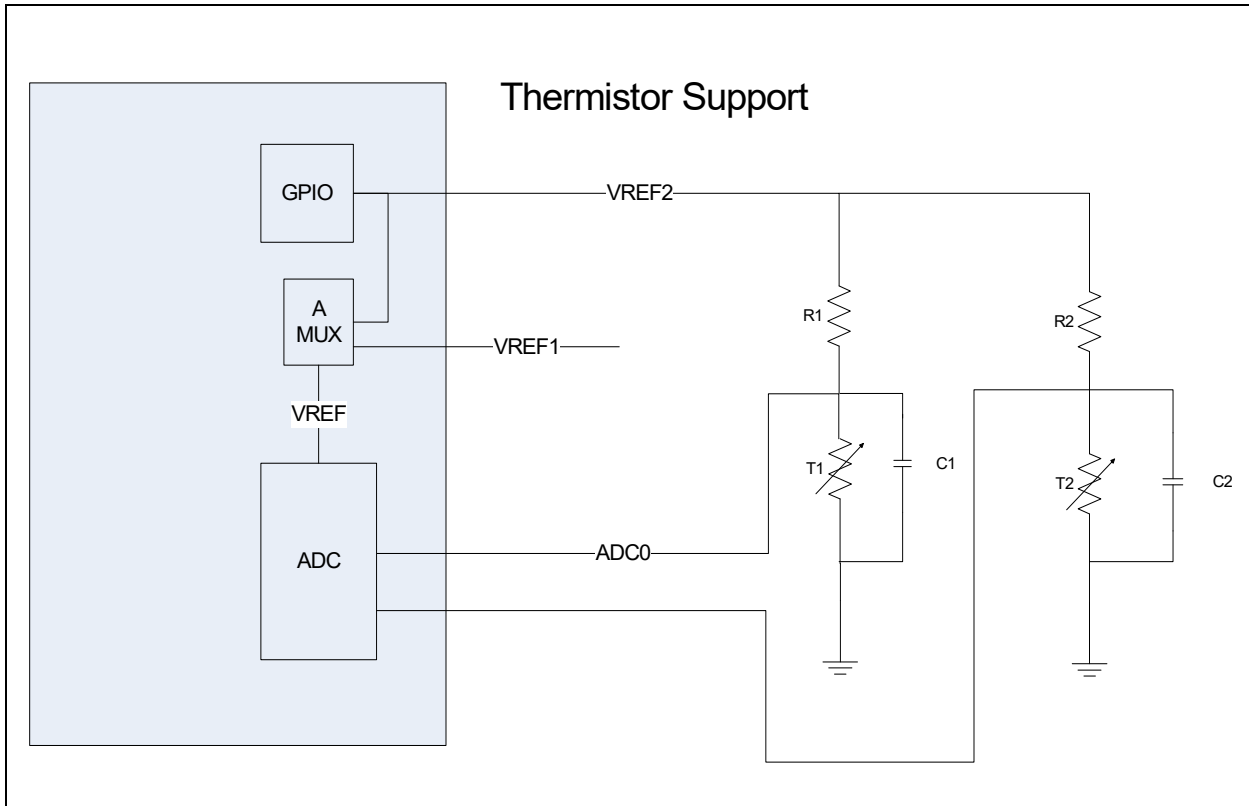 Thermistor Support
GPIO
VREF2
A
MUX
R1
R2
VREF1
VREF
T1
C1
T2
C2
ADC0
ADC